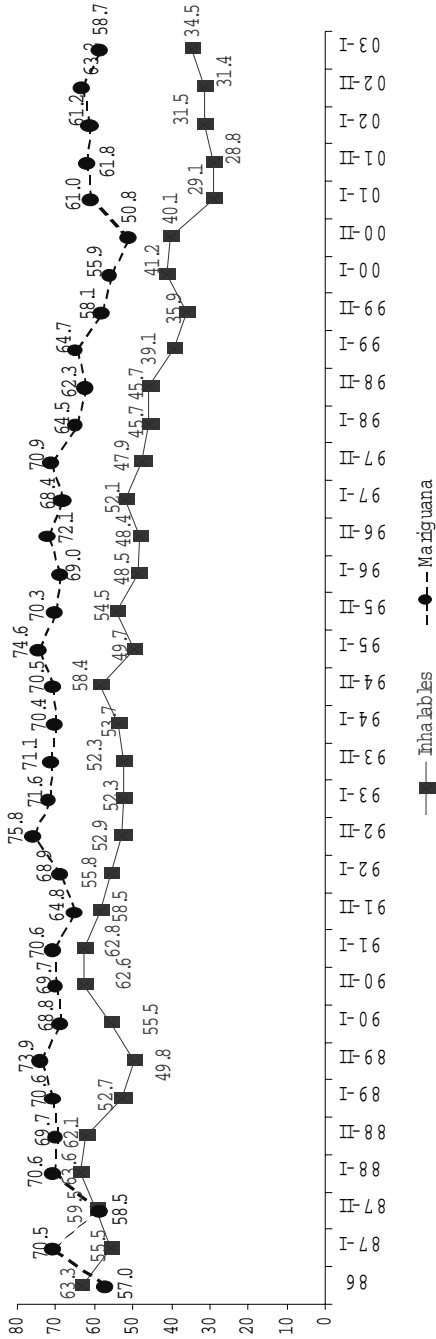 80
70
60
50
40
30
20
10
0
57.0 70.5 58.5 70.6 69.7 70.6 73.9 68.8 69.7 70.6 64.8 68.9 75.8 71.6 71.1 70.4 70.5 74.6 70.3 69.0 72.1 68.4 70.9 64.5 62.3 64.7 58.1 55.9 50.8 61.0 61.8 61.2 63.2 58.7
63.3 55.5 59.5 63.6 62.1 52.7 49.8 55.5 62.6 62.8 58.5 55.8 52.9 52.3 52.3 53.7 58.4 49.7 54.5 48.5 48.4 52.1 47.9 45.7 45.7 39.1 35.9 41.2 40.1 29.1 28.8 31.5 31.4 34.5
86 87-I 87-II 88-I 88-II 89-I 89-II 90-I 90-II 91-I 91-II 92-I 92-II 93-I 93-II 94-I 94-II 95-I 95-II 96-I 96-II 97-I 97-II 98-I 98-II 99-I 99-II 00-I 00-II 01-I 01-II 02-I 02-II 03-I
Inhalables Mariguana